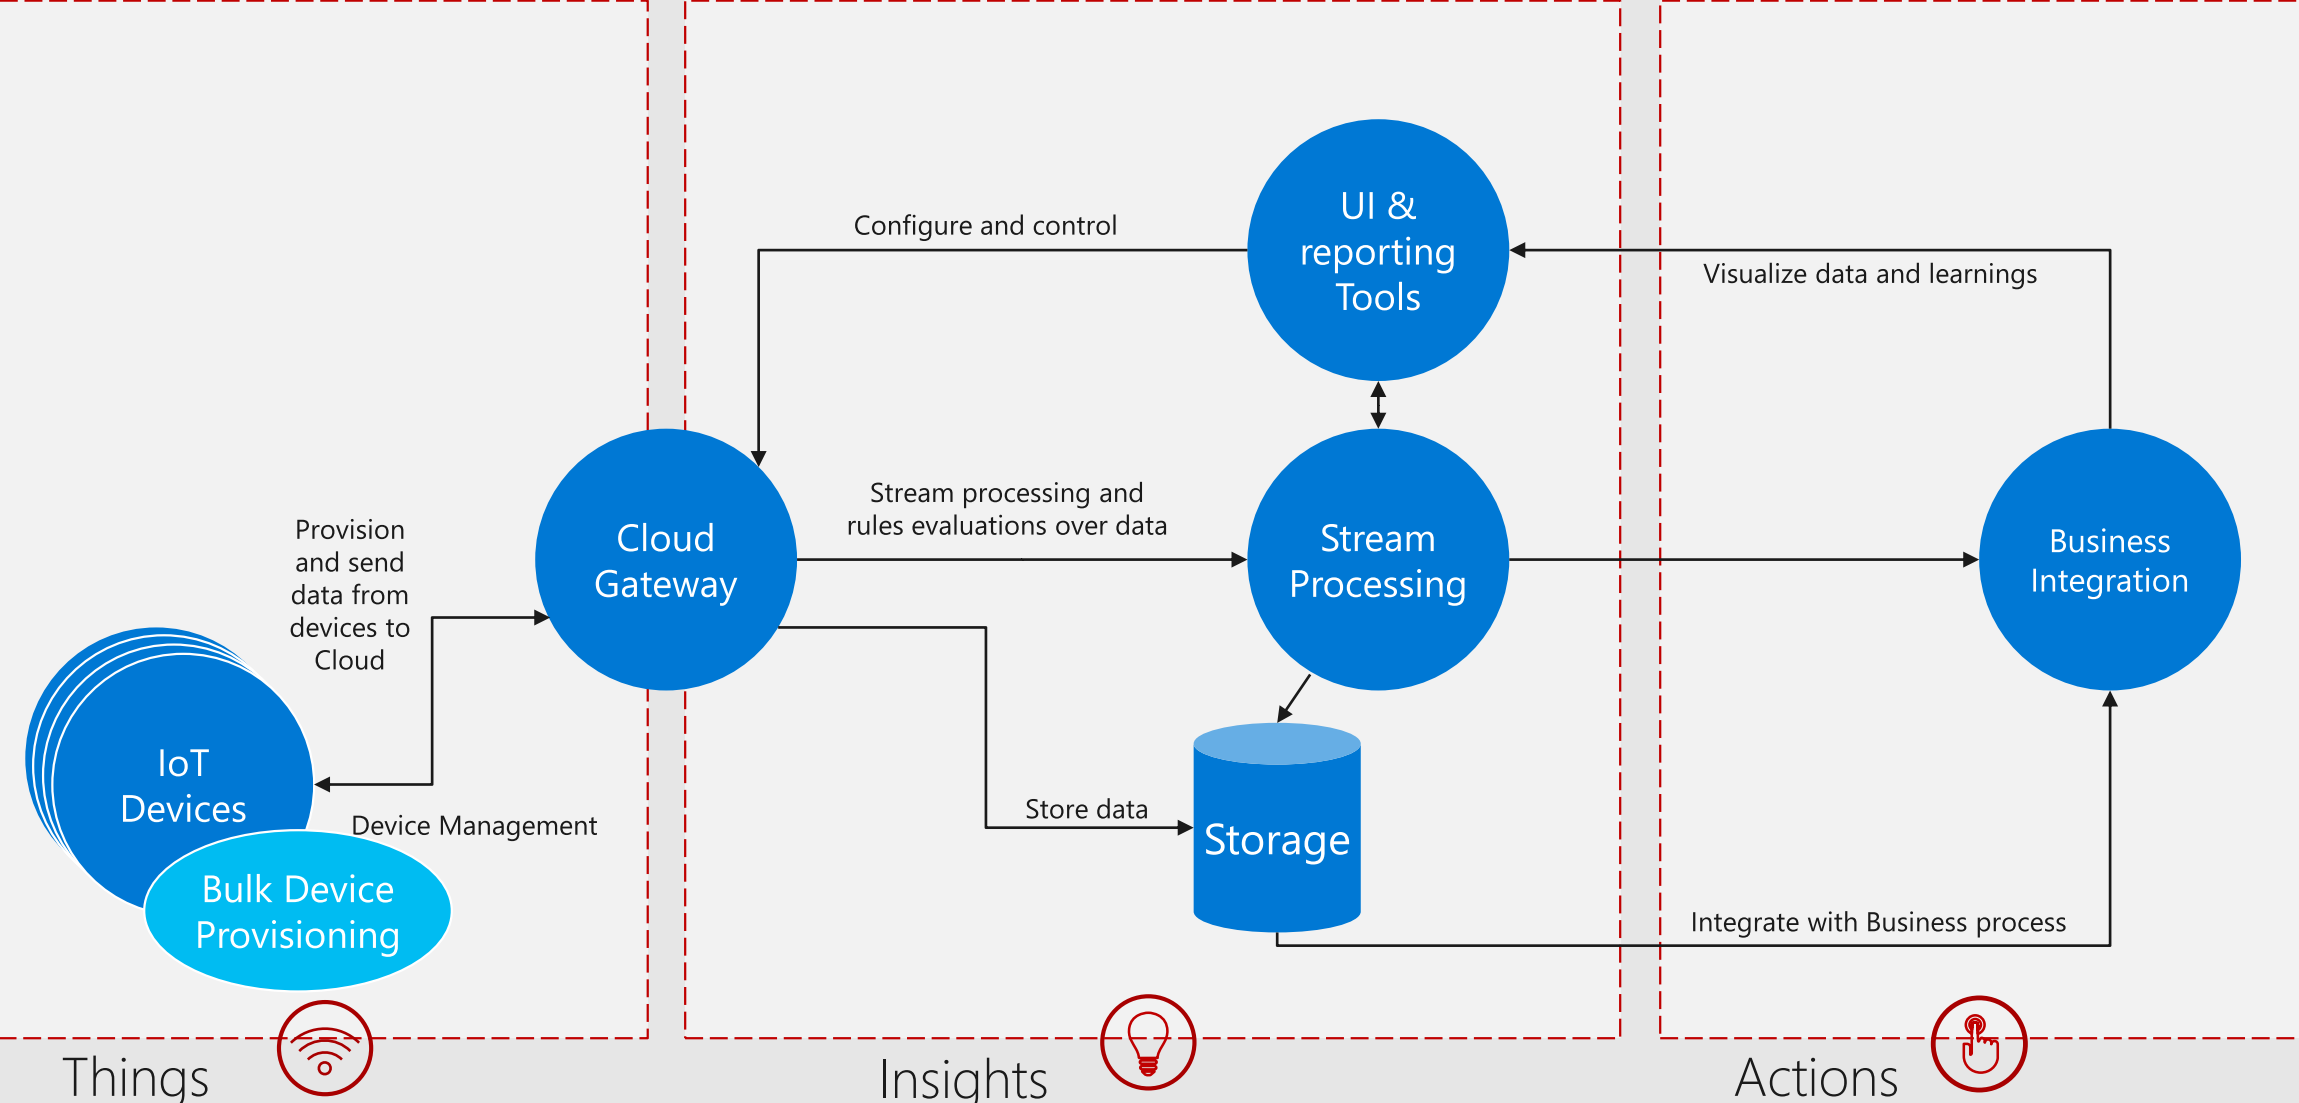 UI &
reporting
Tools
Configure and control
Visualize data and learnings
Cloud
Gateway
Stream processing and
rules evaluations over data
Stream
Processing
Business
Integration
Provision
and send
data from
devices to
Cloud
IoT
Devices
Device Management
Bulk Device
Provisioning
Store data
Storage
Integrate with Business process
Things
Insights
Actions